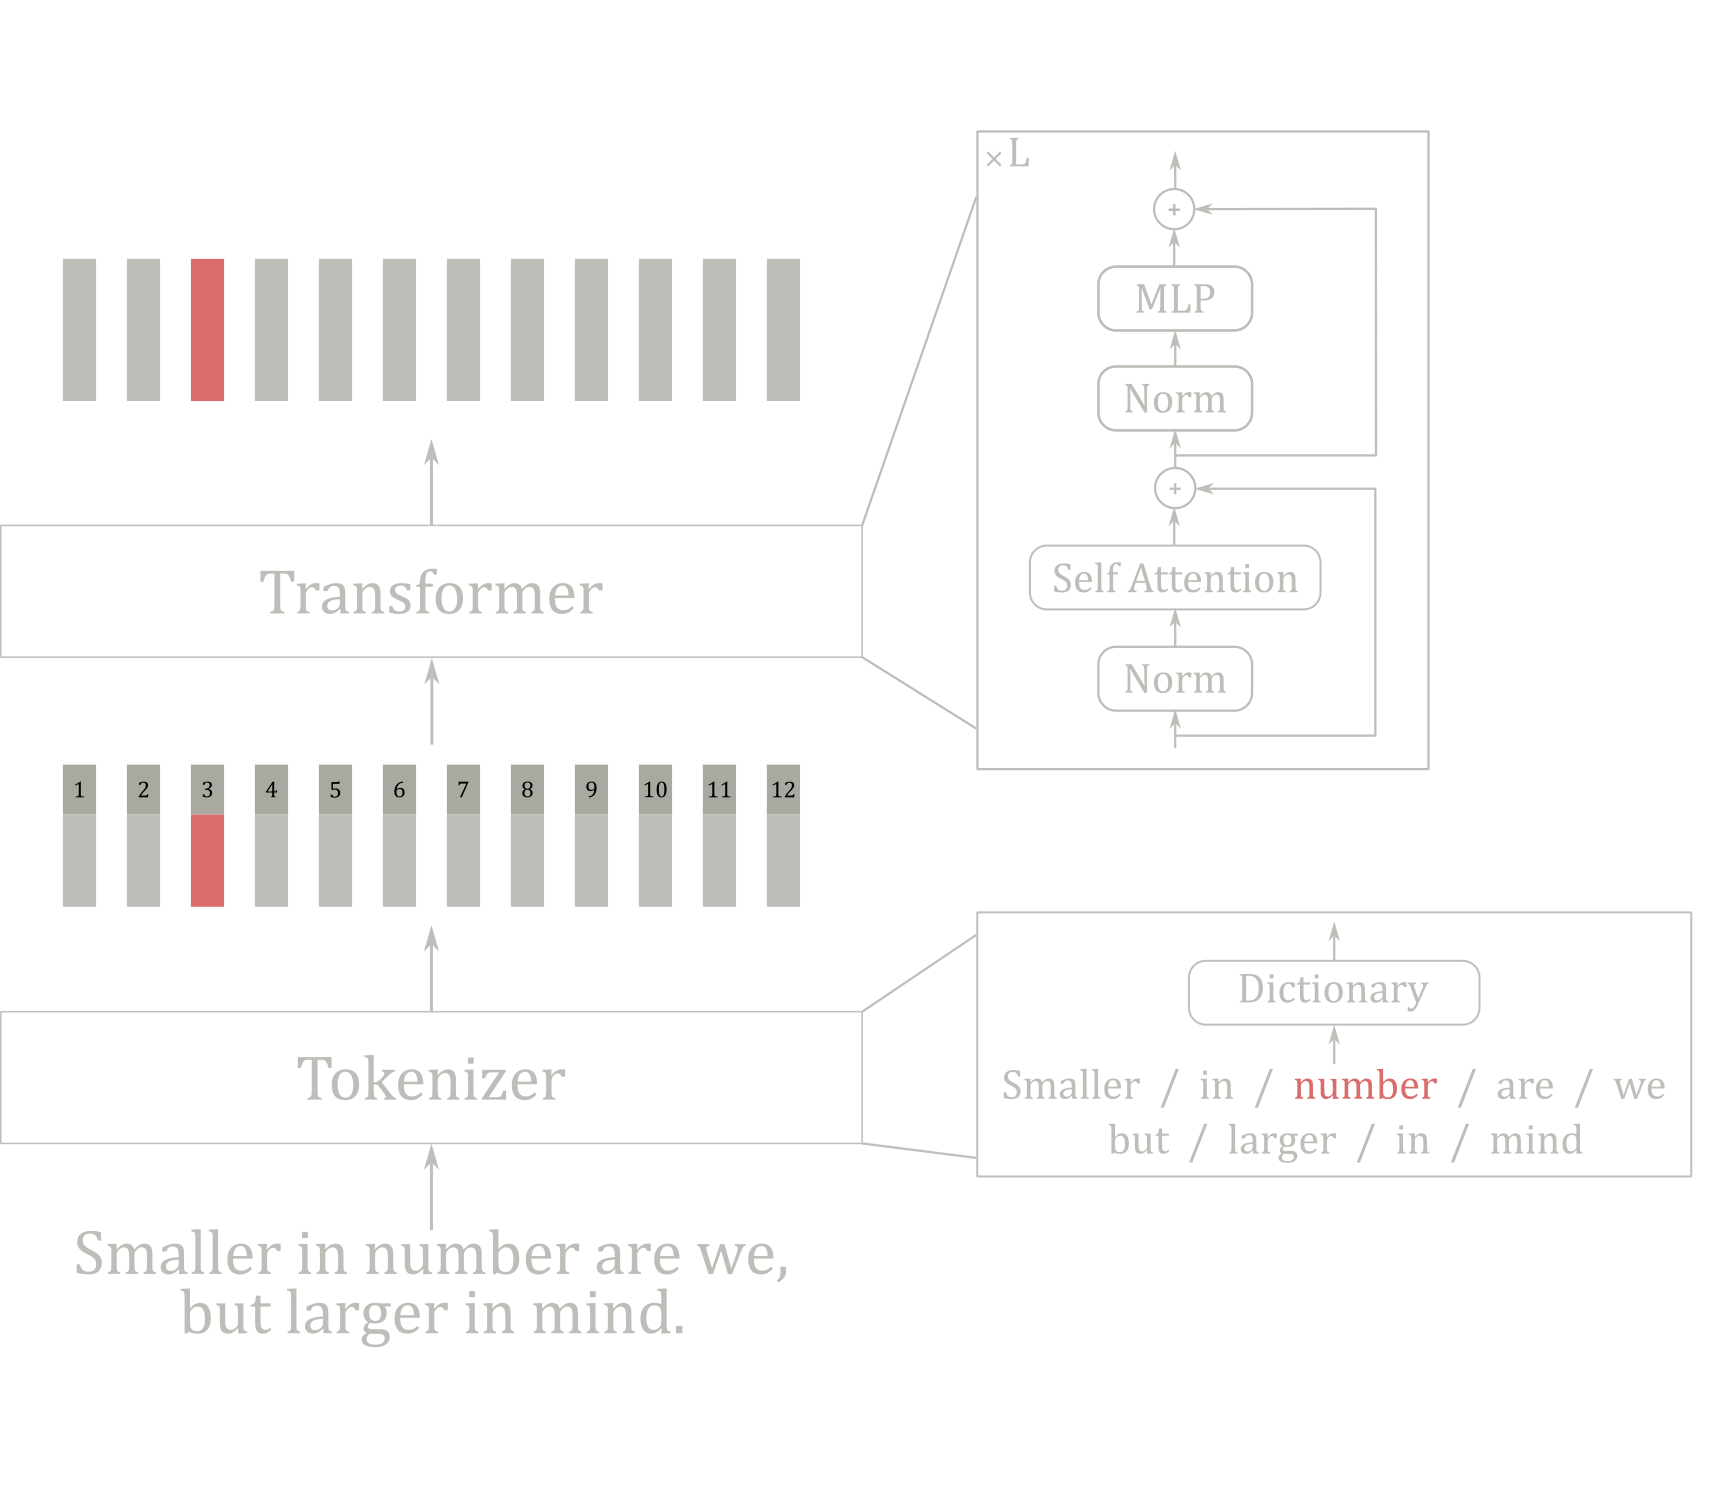 ×L
+
MLP
Norm
+
Self Attention
Norm
Transformer
1 2 3 4 5 6 7 8 9 10 11 12
Dictionary
Smaller / in / number / are / we
but / larger / in / mind
Tokenizer
Smaller in number are we,
but larger in mind.